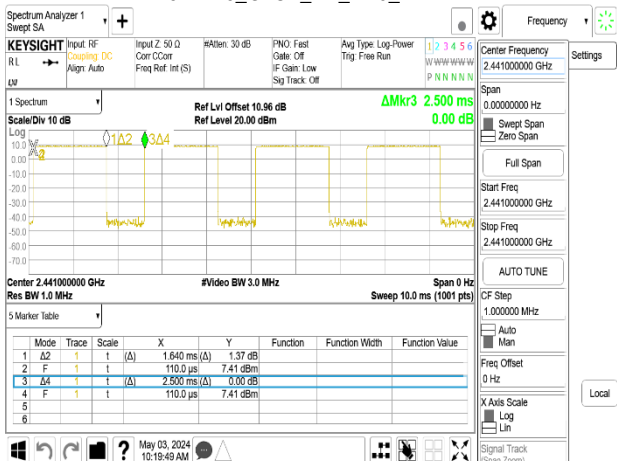 Spectrum Analyzer 1
Swept SA
+
Frequency
KEYSIGHT
RL
Input: RF
Coupling: DC
Align: Auto
Input Z: 50 Ω
Corr CCorr
Freq Ref: Int (S)
#Atten: 30 dB
PNO: Fast
Gate: Off
IF Gain: Low
Sig Track: Off
Avg Type: Log-Power
Trig: Free Run
1 2 3 4 5 6
W W W W W W
P N N N N N
Center Frequency
2.441000000 GHz
Settings
Span
0.00000000 Hz
Swept Span
Zero Span
Full Span
Start Freq
2.441000000 GHz
Stop Freq
2.441000000 GHz
AUTO TUNE
CF Step
1.000000 MHz
Auto
Man
Freq Offset
0 Hz
X Axis Scale
Log
Lin
Local
Signal Track
(Span Zoom)
1 Spectrum
Scale/Div 10 dB
Ref Lvl Offset 10.96 dB
Ref Level 20.00 dBm
ΔMkr3 2.500 ms
0.00 dB
Log
1Δ2
3Δ4
10.0
0.00
-10.0
-20.0
-30.0
-40.0
-50.0
-60.0
-70.0
Center 2.441000000 GHz
Res BW 1.0 MHz
#Video BW 3.0 MHz
Span 0 Hz
Sweep 10.0 ms (1001 pts)
5 Marker Table
Mode Trace Scale X Y Function Function Width Function Value
1 Δ2 1 t (Δ) 1.640 ms (Δ) 1.37 dB
2 F 1 t 110.0 µs 7.41 dBm
3 Δ4 1 t (Δ) 2.500 ms (Δ) 0.00 dB
4 F 1 t 110.0 µs 7.41 dBm
5
6
?
May 03, 2024
10:19:49 AM